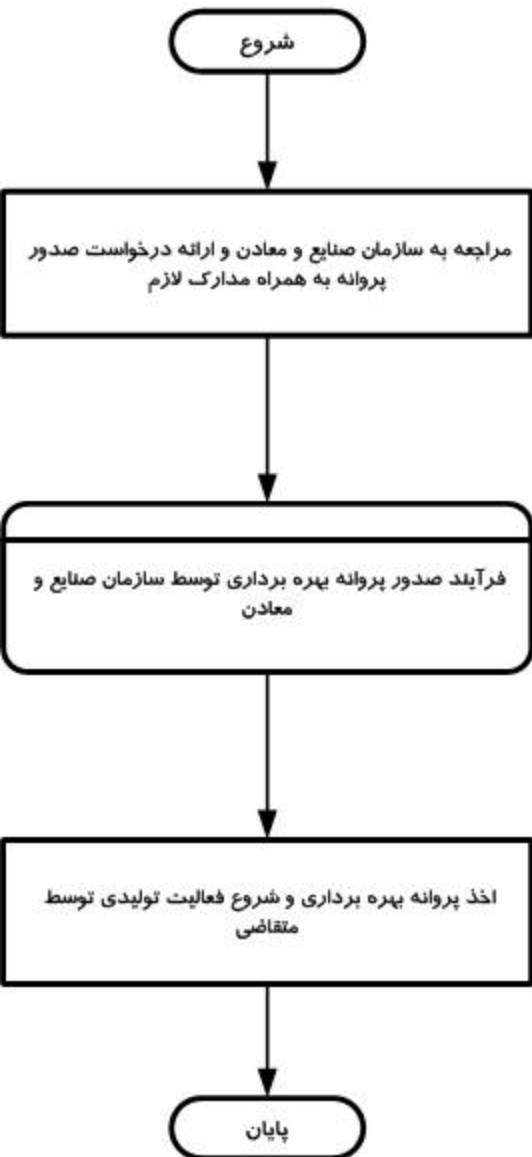 شروع
مراجعه به سازمان صنایع و معادن و ارائه درخواست صدور
پروانه به همراه مدارک لازم
فرآیند صدور پروانه بهره برداری توسط سازمان صنایع و
معادن
اخذ پروانه بهره برداری و شروع فعالیت تولیدی توسط
متقاضی
پایان